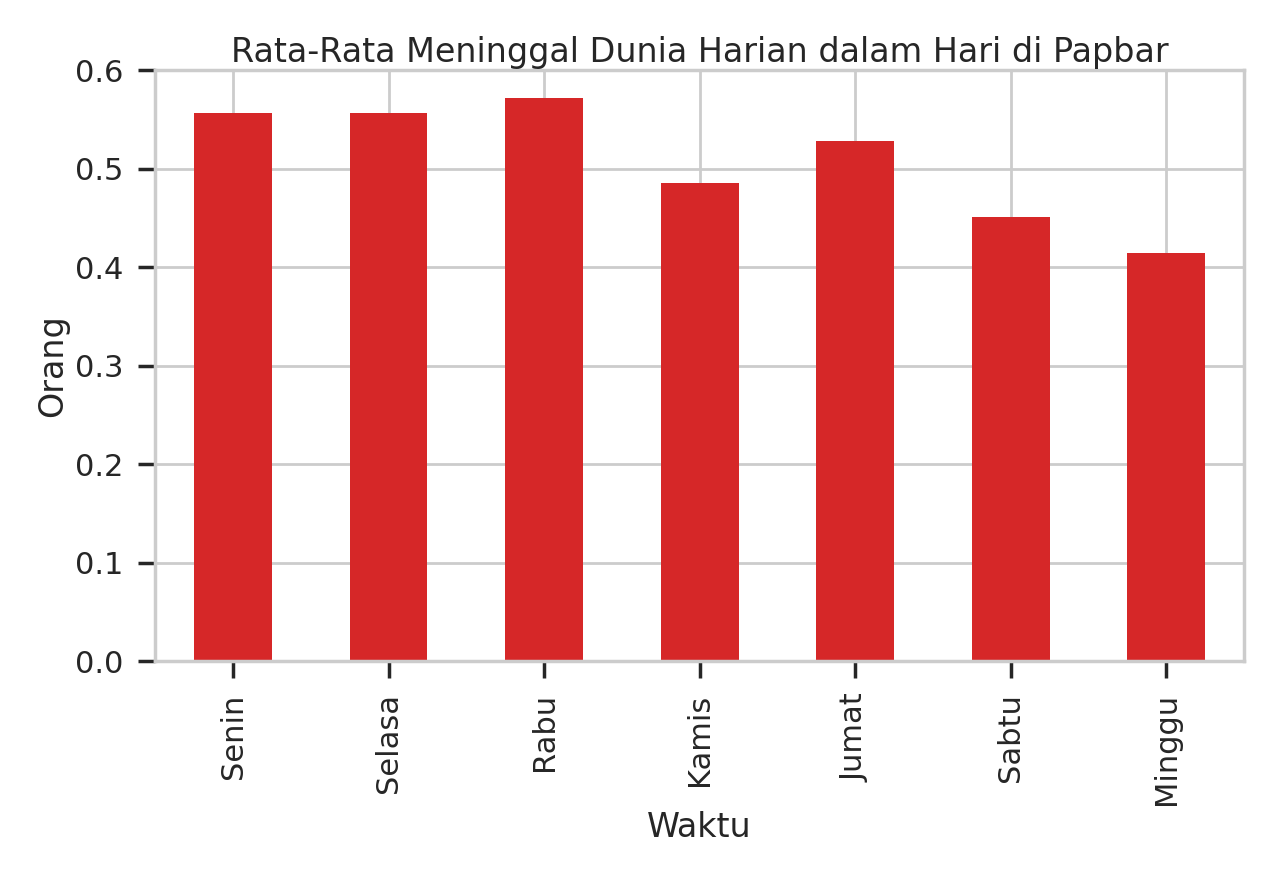 Rata-Rata Meninggal Dunia Harian dalam Hari di Papbar
0.6
0.5
0.4
0.3
0.2
0.1
0.0
Orang
Senin
Selasa
Rabu
Kamis
Jumat
Sabtu
Minggu
Waktu